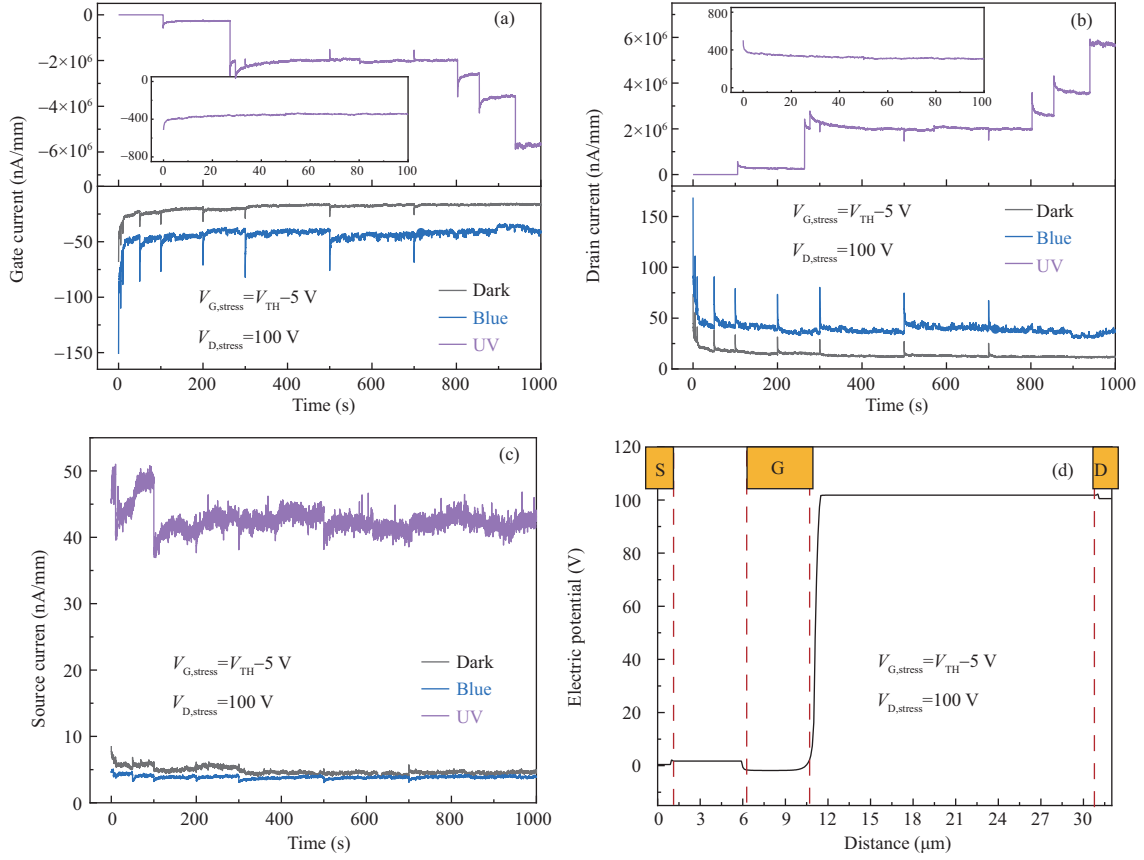 (a)
0
−2×10⁶
−4×10⁶
−6×10⁶
0
−400
−800
0 20 40 60 80 100
0
−50
−100
−150
Gate current (nA/mm)
V_G,stress=V_TH−5 V
V_D,stress=100 V
Dark
Blue
UV
0 200 400 600 800 1000
Time (s)
(b)
6×10⁶
4×10⁶
2×10⁶
0
800
400
0
0 20 40 60 80 100
150
100
50
25
0
Drain current (nA/mm)
V_G,stress=V_TH−5 V
V_D,stress=100 V
Dark
Blue
UV
0 200 400 600 800 1000
Time (s)
(c)
50
40
30
20
10
5
0
Source curren (nA/mm)
V_G,stress=V_TH−5 V
V_D,stress=100 V
Dark
Blue
UV
0 200 400 600 800 1000
Time (s)
(d)
S
G
D
120
100
80
60
40
20
0
Electric potential (V)
V_G,stress=V_TH−5 V
V_D,stress=100 V
0 3 6 9 12 15 18 21 24 27 30
Distance (μm)